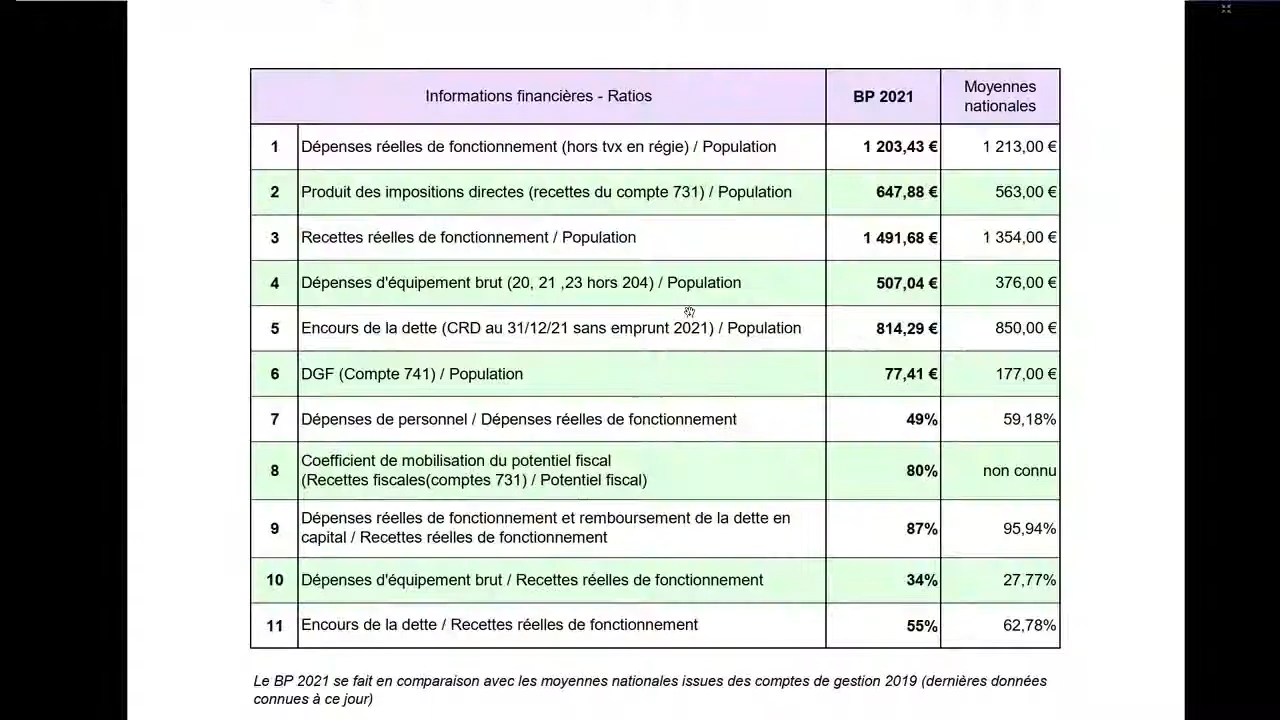 Informations financières - Ratios BP 2021 Moyennes nationales
1 Dépenses réelles de fonctionnement (hors tvx en régie) / Population 1 203,43 € 1 213,00 €
2 Produit des impositions directes (recettes du compte 731) / Population 647,88 € 563,00 €
3 Recettes réelles de fonctionnement / Population 1 491,68 € 1 354,00 €
4 Dépenses d'équipement brut (20, 21 ,23 hors 204) / Population 507,04 € 376,00 €
5 Encours de la dette (CRD au 31/12/21 sans emprunt 2021) / Population 814,29 € 850,00 €
6 DGF (Compte 741) / Population 77,41 € 177,00 €
7 Dépenses de personnel / Dépenses réelles de fonctionnement 49% 59,18%
8 Coefficient de mobilisation du potentiel fiscal
(Recettes fiscales(comptes 731) / Potentiel fiscal) 80% non connu
9 Dépenses réelles de fonctionnement et remboursement de la dette en
capital / Recettes réelles de fonctionnement 87% 95,94%
10 Dépenses d'équipement brut / Recettes réelles de fonctionnement 34% 27,77%
11 Encours de la dette / Recettes réelles de fonctionnement 55% 62,78%
Le BP 2021 se fait en comparaison avec les moyennes nationales issues des comptes de gestion 2019 (dernières données
connues à ce jour)